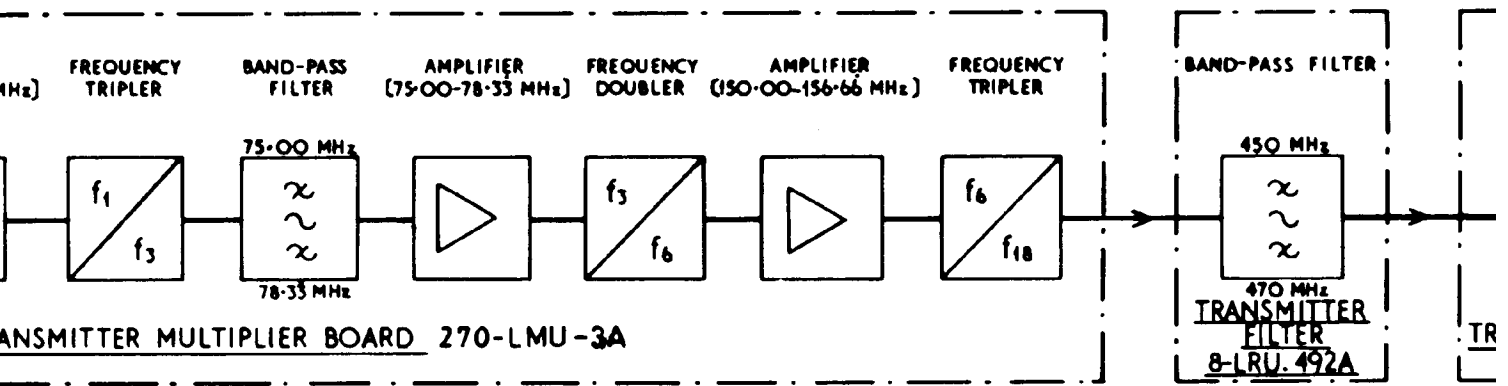 MHz]
FREQUENCY
TRIPLER
BAND-PASS
FILTER
AMPLIFIER
[75·00-78·33 MHz]
FREQUENCY
DOUBLER
AMPLIFIER
[150·00-156·66 MHz]
FREQUENCY
TRIPLER
BAND-PASS FILTER
f1
f3
75·00 MHz
78·33 MHz
f3
f6
f6
f18
450 MHz
470 MHz
ANSMITTER MULTIPLIER BOARD 270-LMU-3A
TRANSMITTER
FILTER
8-LRU. 492A
TR